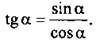 tg α = sin α / cos α.